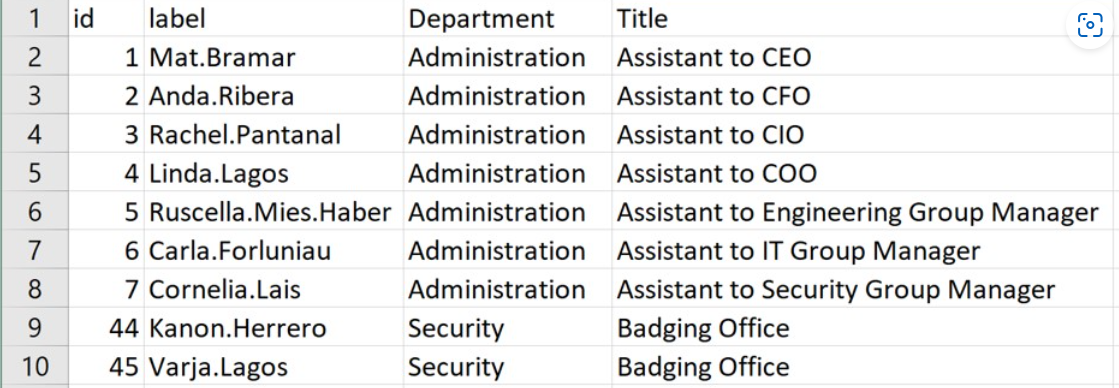 1 id label Department Title
2 1 Mat.Bramar Administration Assistant to CEO
3 2 Anda.Ribera Administration Assistant to CFO
4 3 Rachel.Pantanal Administration Assistant to CIO
5 4 Linda.Lagos Administration Assistant to COO
6 5 Ruscella.Mies.Haber Administration Assistant to Engineering Group Manager
7 6 Carla.Forluniau Administration Assistant to IT Group Manager
8 7 Cornelia.Lais Administration Assistant to Security Group Manager
9 44 Kanon.Herrero Security Badging Office
10 45 Varja.Lagos Security Badging Office